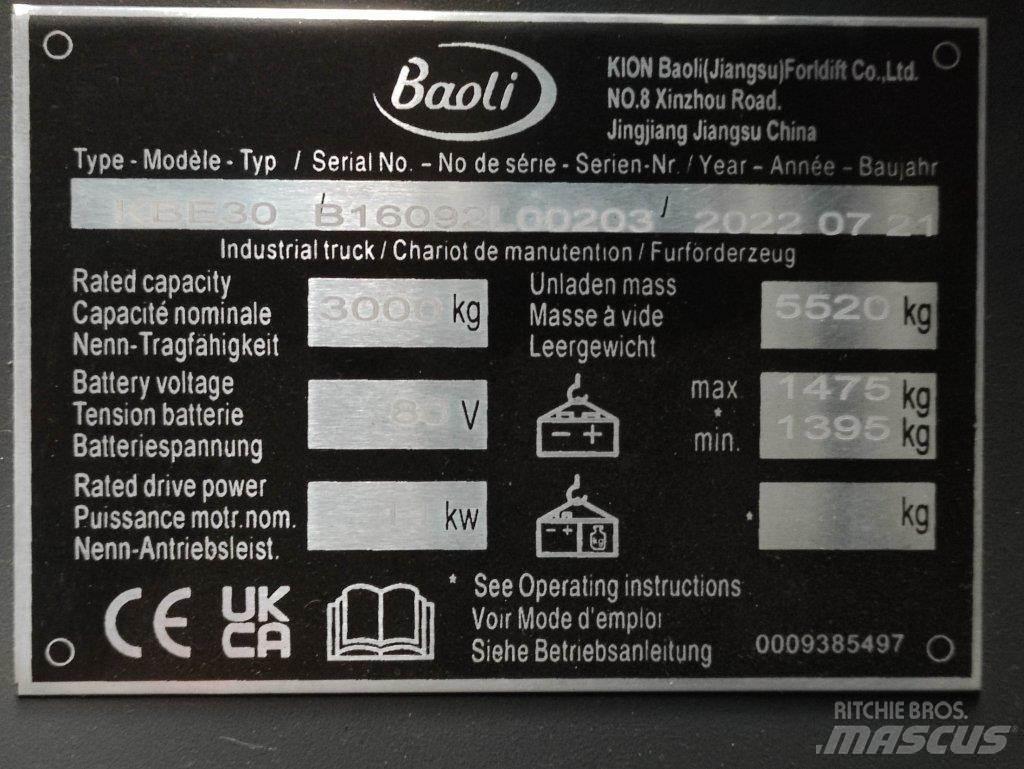 Baoli
KION Baoli(Jiangsu)Forldift Co.,Ltd.
NO.8 Xinzhou Road.
Jingjiang Jiangsu China
Type - Modèle - Typ / Serial No. - No de série - Serien-Nr. / Year - Année - Baujahr
KBE30 / B16092L00203 / 2022 07 21
Industrial truck / Chariot de manutention / Furförderzeug
Rated capacity
Capacité nominale
Nenn-Tragfähigkeit
3000 kg
Unladen mass
Masse à vide
Leergewicht
5520 kg
Battery voltage
Tension batterie
Batteriespannung
80 V
- +
max 1475 kg
*
min. 1395 kg
Rated drive power
Puissance motr.nom.
Nenn-Antriebsleist.
kw
- + kg
* kg
CE
UK
CA
* See Operating instructions
Voir Mode d'emploi
Siehe Betriebsanleitung
0009385497
RITCHIE BROS.
MASCUS